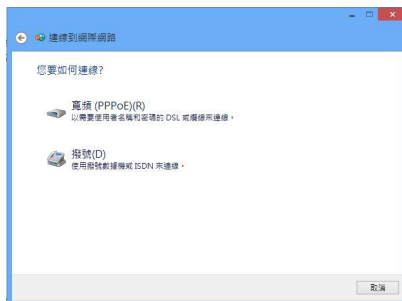 連線到網際網路
您要如何連線?
寬頻 (PPPoE)(R)
以需要使用者名稱和密碼的 DSL 或纜線來連線。
撥號(D)
使用撥號數據機或 ISDN 來連線。
取消